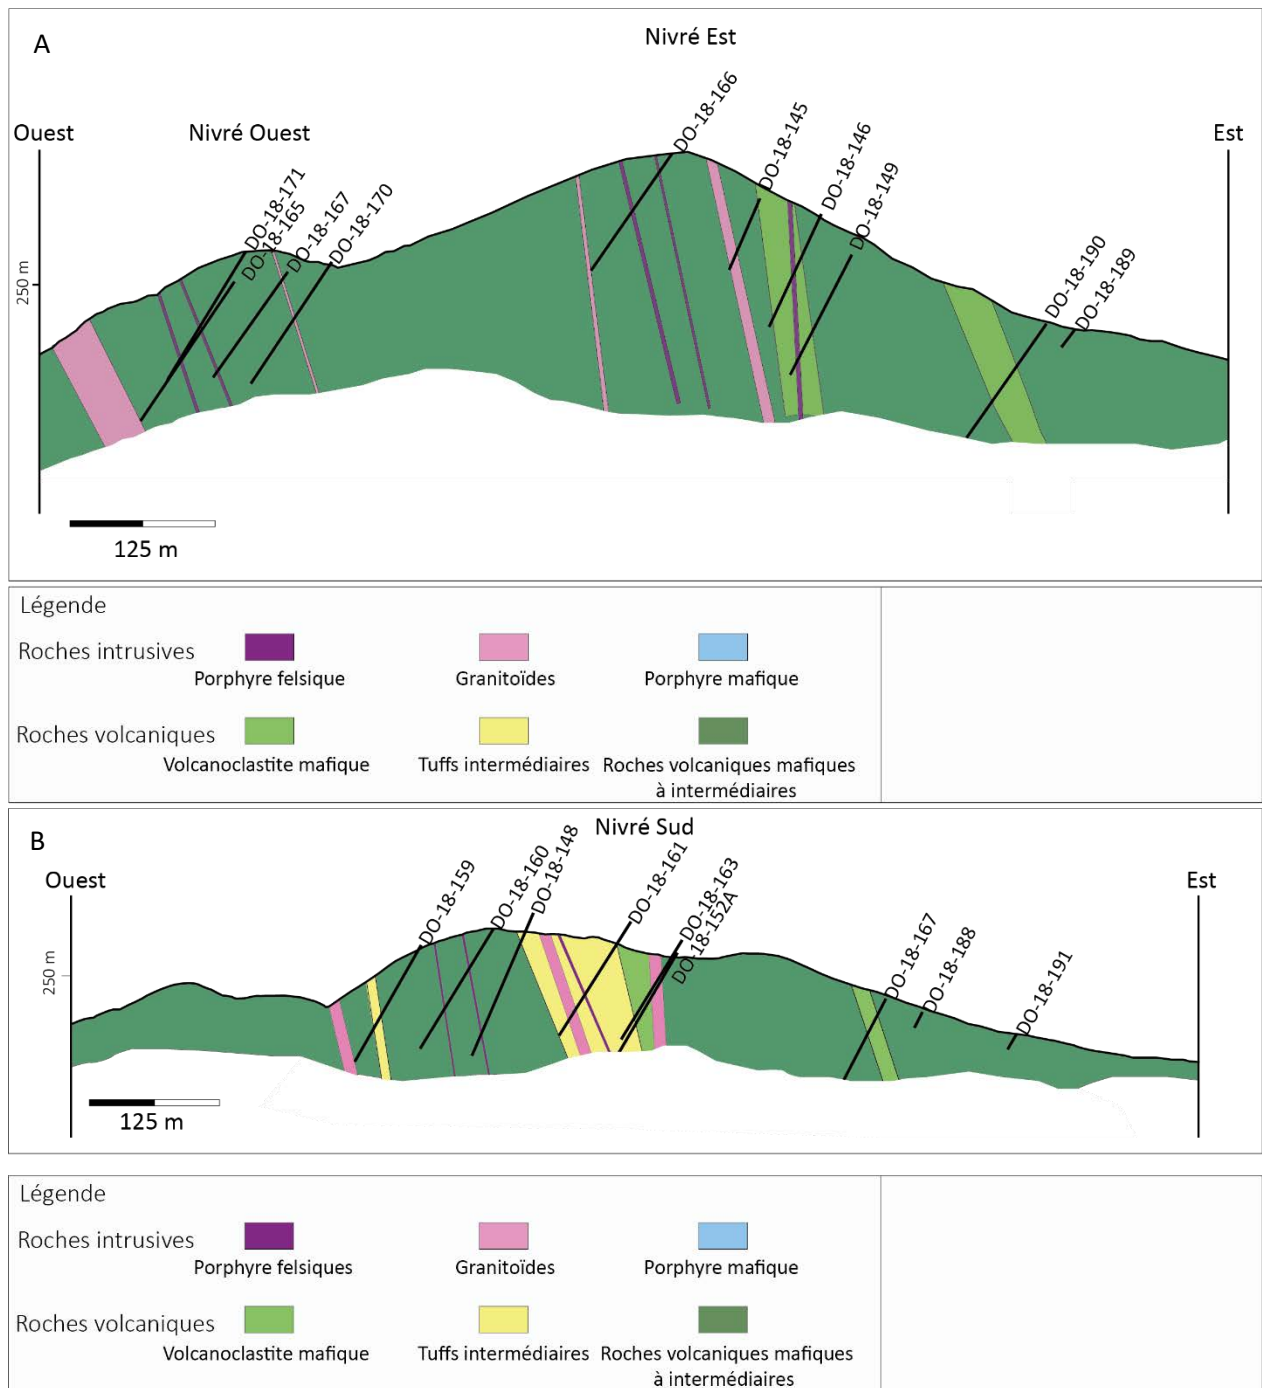 A
Nivré Est
Ouest
Nivré Ouest
Est
DO-18-171
DO-18-165
DO-18-167
DO-18-170
DO-18-166
DO-18-145
DO-18-146
DO-18-149
DO-18-190
DO-18-189
250 m
125 m
Légende
Roches intrusives
Porphyre felsique
Granitoïdes
Porphyre mafique
Roches volcaniques
Volcanoclastite mafique
Tuffs intermédiaires
Roches volcaniques mafiques
à intermédiaires
B
Nivré Sud
Ouest
Est
DO-18-159
DO-18-160
DO-18-148
DO-18-161
DO-18-163
DO-18-152A
DO-18-167
DO-18-188
DO-18-191
250 m
125 m
Légende
Roches intrusives
Porphyre felsiques
Granitoïdes
Porphyre mafique
Roches volcaniques
Volcanoclastite mafique
Tuffs intermédiaires
Roches volcaniques mafiques
à intermédiaires